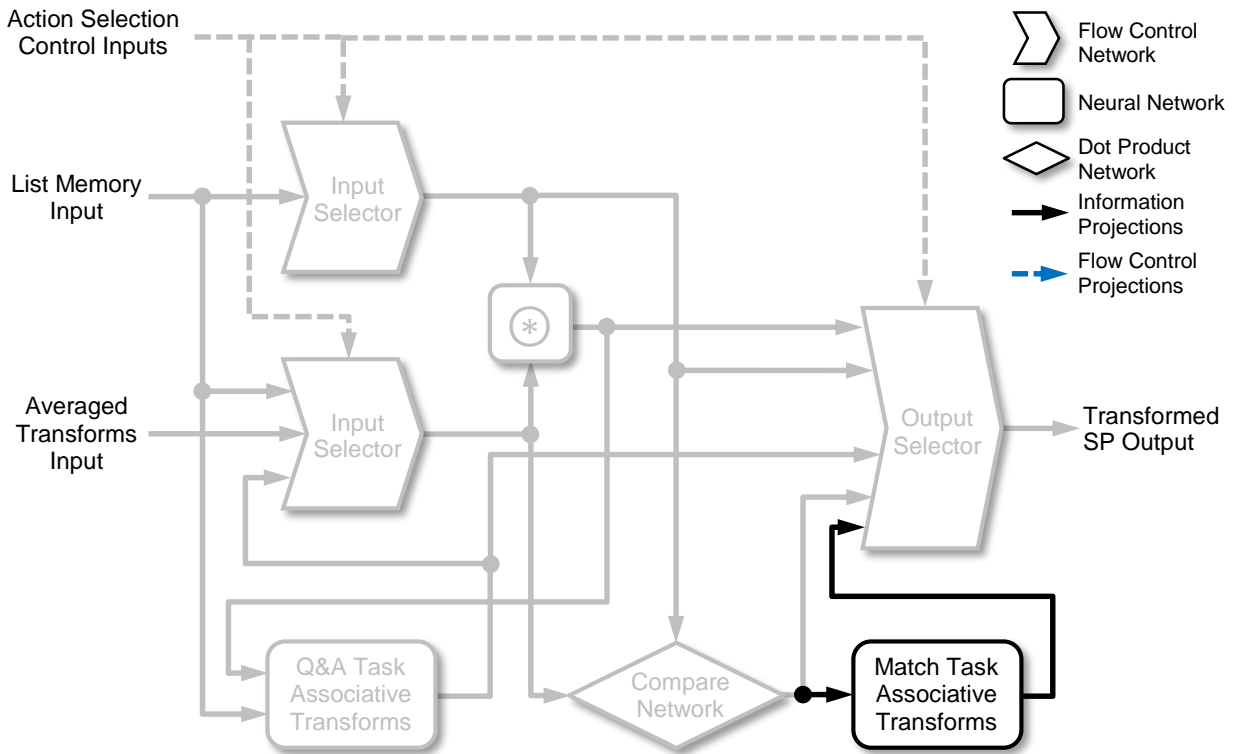 Action Selection
Control Inputs
Flow Control
Network
Neural Network
Dot Product
Network
Information
Projections
Flow Control
Projections
List Memory
Input
Input
Selector
*
Averaged
Transforms
Input
Input
Selector
Output
Selector
Transformed
SP Output
Q&A Task
Associative
Transforms
Compare
Network
Match Task
Associative
Transforms